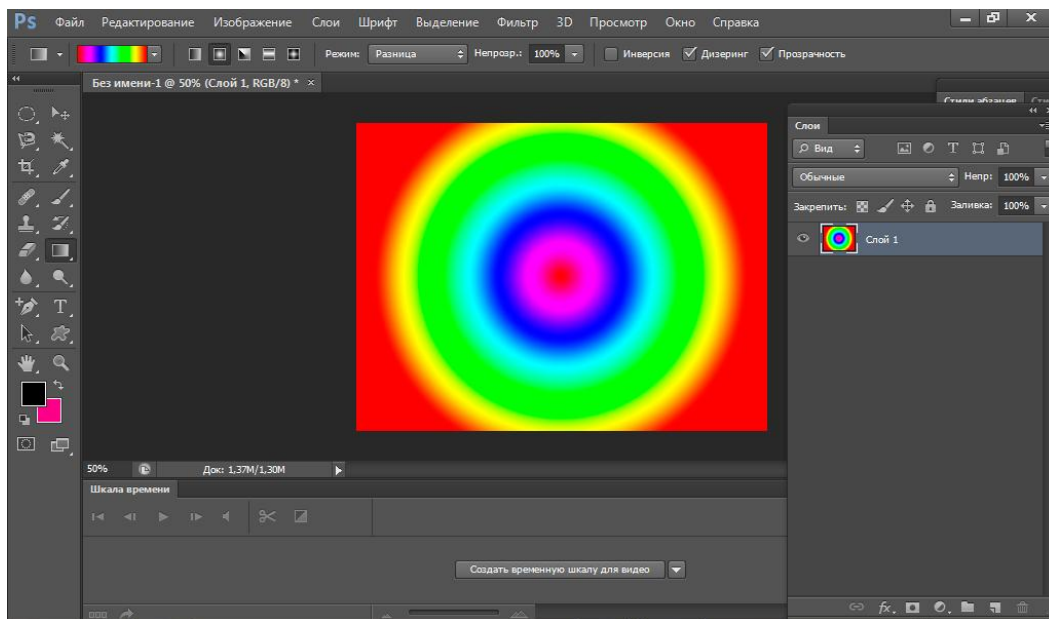 Ps Файл Редактирование Изображение Слои Шрифт Выделение Фильтр 3D Просмотр Окно Справка
Режим: Разница Непрозр.: 100% Инверсия Дизеринг Прозрачность
Без имени-1 @ 50% (Слой 1, RGB/8) * ×
Стили абзацев
Слои
Вид
Обычные Непр: 100%
Закрепить: Заливка: 100%
Слой 1
50% Док: 1,37M/1,30M
Шкала времени
Создать временную шкалу для видео